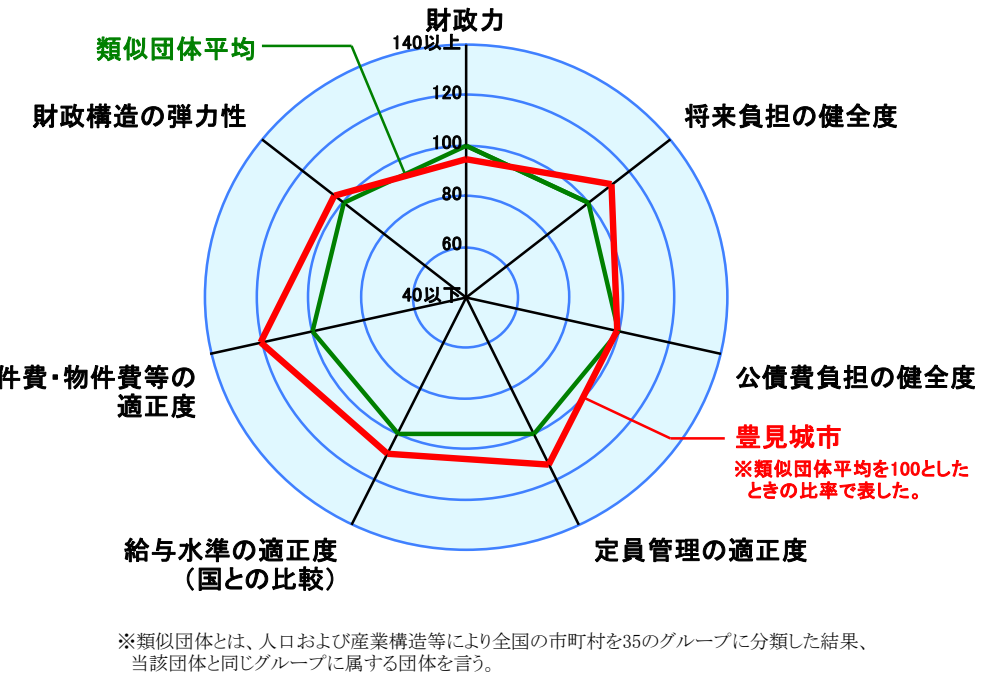 財政力
140以上
類似団体平均
120
財政構造の弾力性
将来負担の健全度
100
80
60
40以下
件費・物件費等の
適正度
公債費負担の健全度
豊見城市
※類似団体平均を100とした
ときの比率で表した。
給与水準の適正度
（国との比較）
定員管理の適正度
※類似団体とは、人口および産業構造等により全国の市町村を35のグループに分類した結果、
当該団体と同じグループに属する団体を言う。